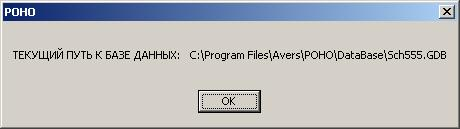 РОНО
ТЕКУЩИЙ ПУТЬ К БАЗЕ ДАННЫХ: C:\Program Files\Avers\РОНО\DataBase\Sch555.GDB
OK